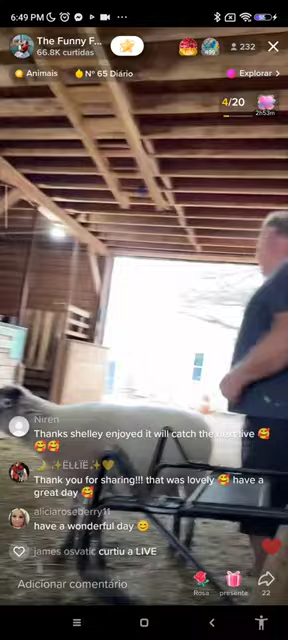 6:49 PM
The Funny F...
66.8K curtidas
232
Animais
Nº 65 Diário
Explorar >
4/20
2h53m
Niren
Thanks shelley enjoyed it will catch the next live 🥰
🥰🥰
🌙✨ELLIE✨💛
Thank you for sharing!!! that was lovely 🥰 have a
great day 🥰
aliciaroseberry11
have a wonderful day 😊
james osvatic curtiu a LIVE
Adicionar comentário
Rosa
presente
22